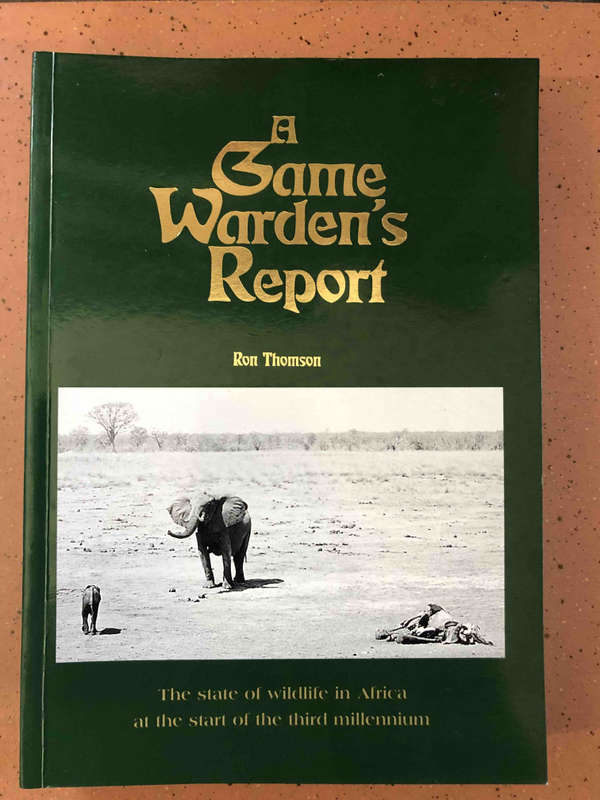 A
Game
Warden's
Report
Ron Thomson
The state of wildlife in Africa
at the start of the third millennium